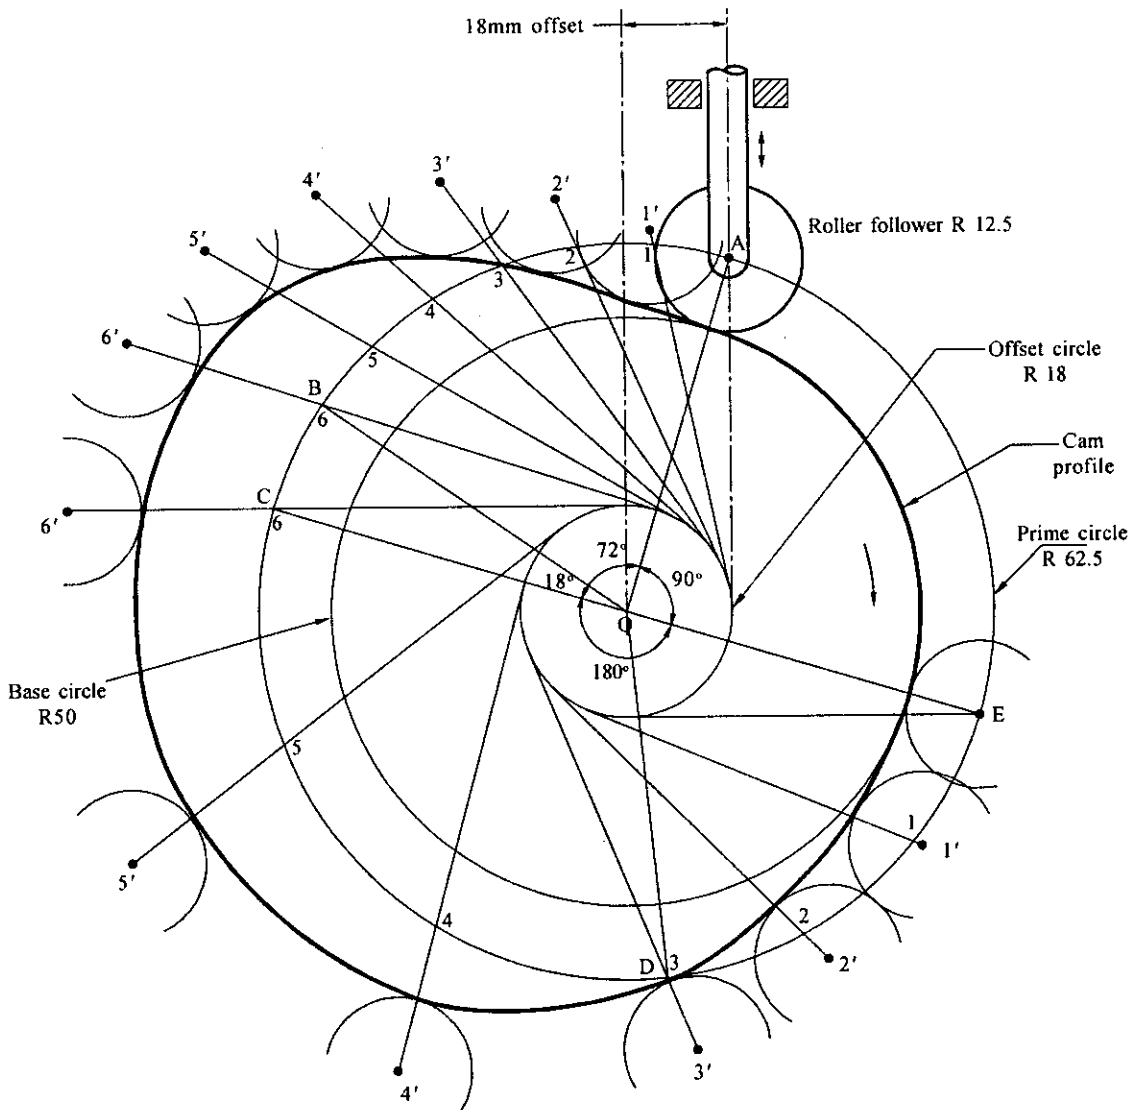 18mm offset
3'
4'
2'
1'
5'
Roller follower R 12.5
A
2
1
3
4
6'
5
Offset circle
R 18
B
6
Cam
profile
C
6'
6
Prime circle
R 62.5
72°
18°
90°
O
180°
Base circle
R50
E
5
1
1'
5'
4
2
D
3
2'
3'
4'